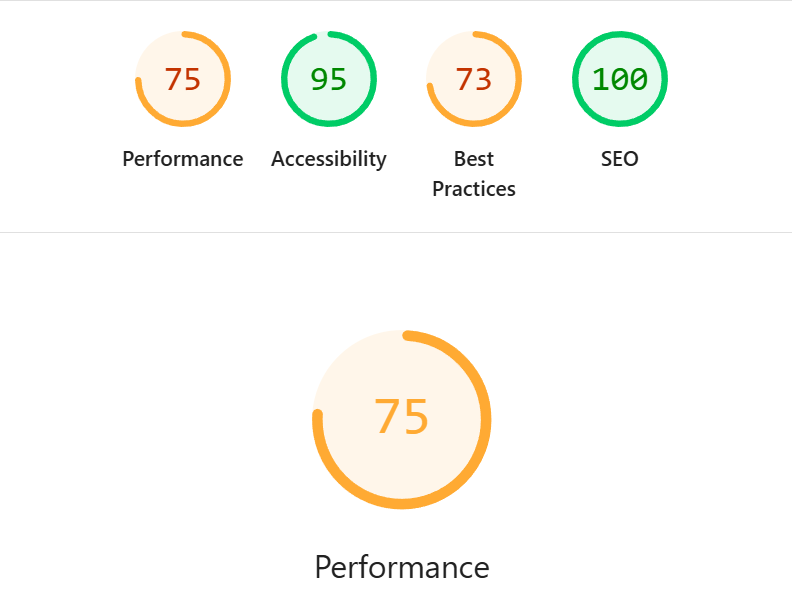 75 95 73 100
Performance Accessibility Best Practices SEO
75
Performance